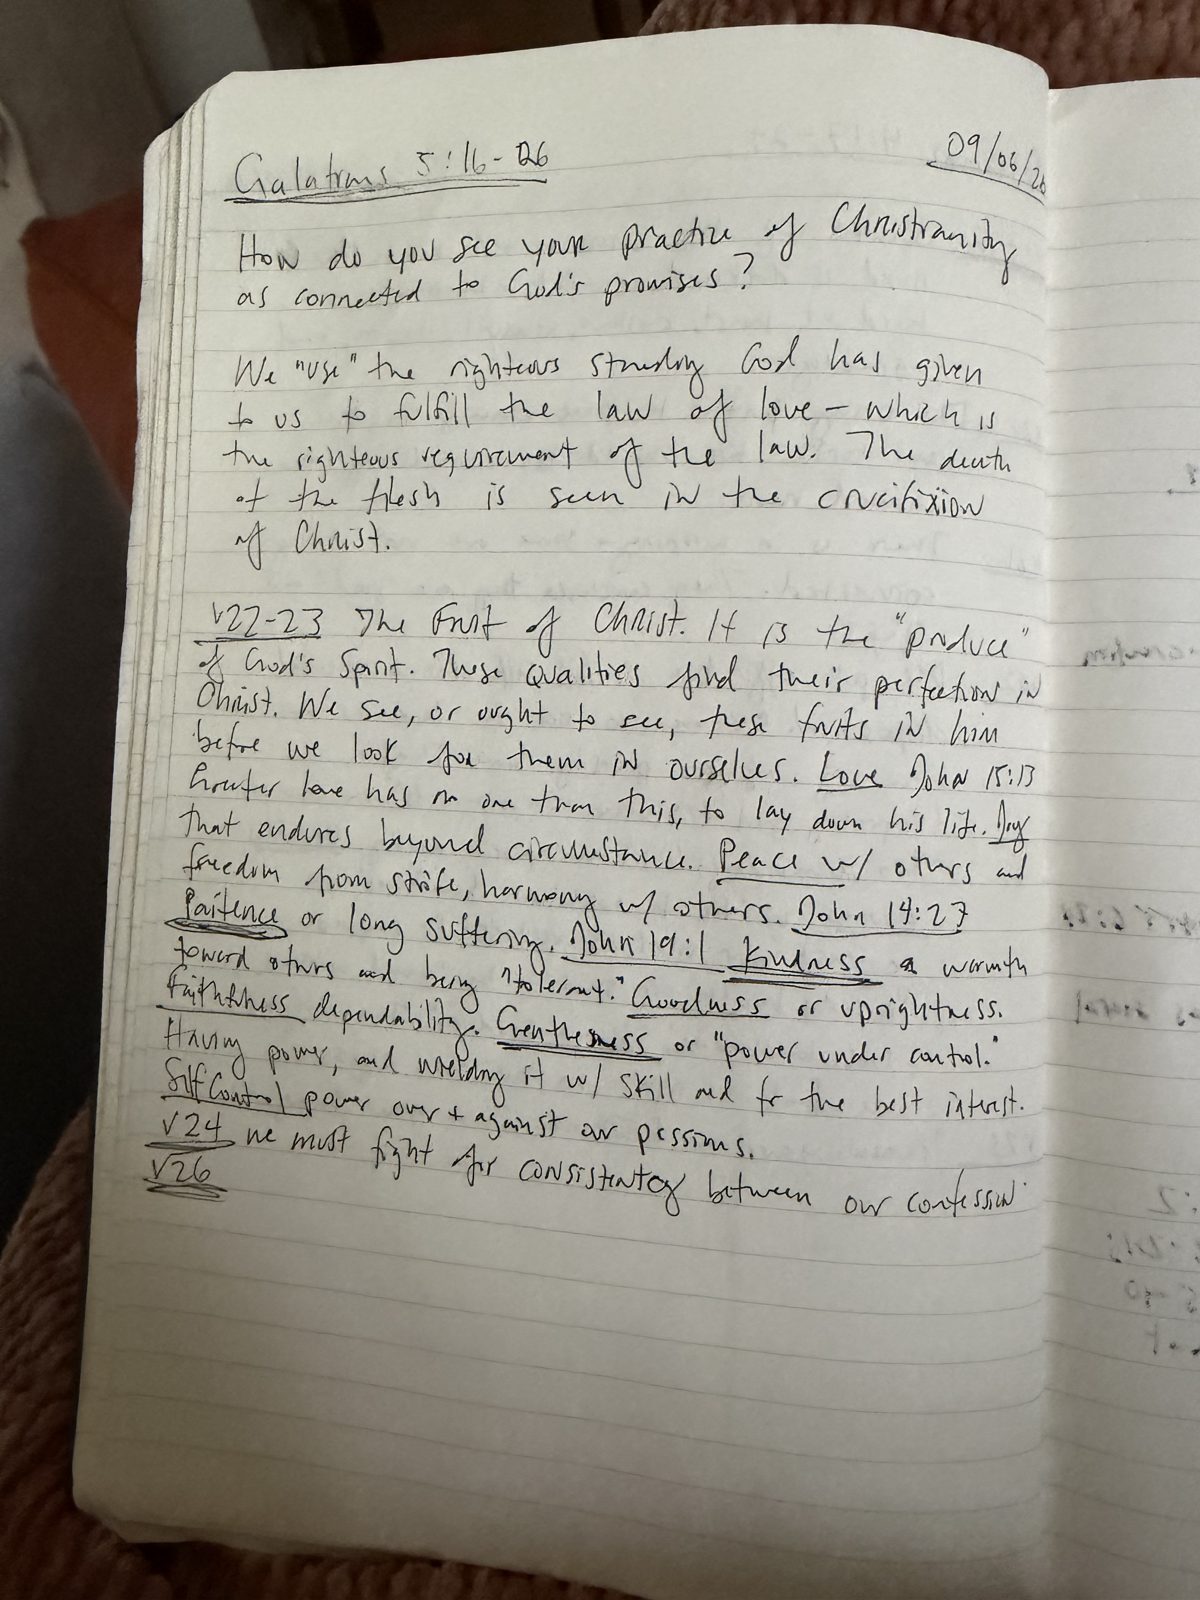 Galatians 5:16-26
09/06/26
How do you see your practice of Christianity
as connected to God's promises?
We "use" the righteous standing God has given
to us to fulfill the law of love - which is
the righteous requirement of the law. The death
of the flesh is seen in the crucifixion
of Christ.
v22-23 The Fruit of Christ. It is the "produce"
of God's Spirit. These qualities find their perfection in
Christ. We see, or ought to see, these fruits in him
before we look for them in ourselves. Love John 15:13
Greater love has no one than this, to lay down his life. Joy
that endures beyond circumstance. Peace w/ others and
freedom from strife, harmony w/ others. John 14:27
Paitence or long suffering. John 19:1 Kindness a warmth
toward others and being "tolerant." Goodness or uprightness.
Faithfulness dependability. Gentleness or "power under control."
Having power, and wielding it w/ skill and for the best interest.
Self Control power over + against our passions.
v24 we must fight for consistentcy between our confession
v26